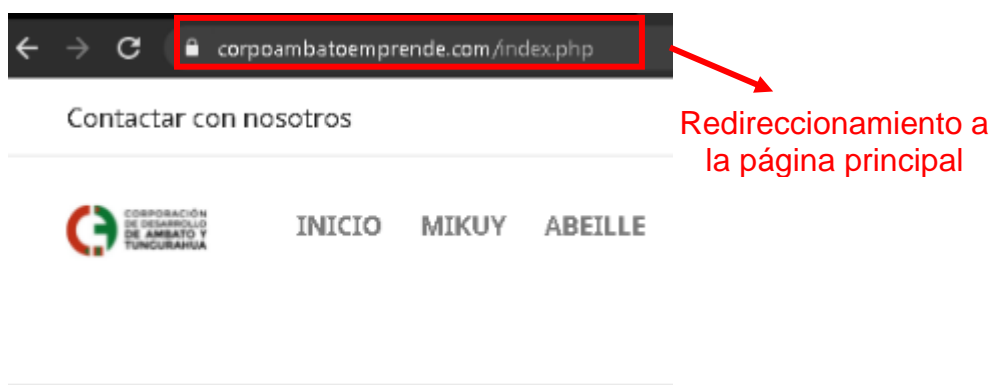 corpoambatoemprende.com/index.php
Contactar con nosotros
Redireccionamiento a
la página principal
CORPORACIÓN
DE DESARROLLO
DE AMBATO Y
TUNGURAHUA
INICIO MIKUY ABEILLE